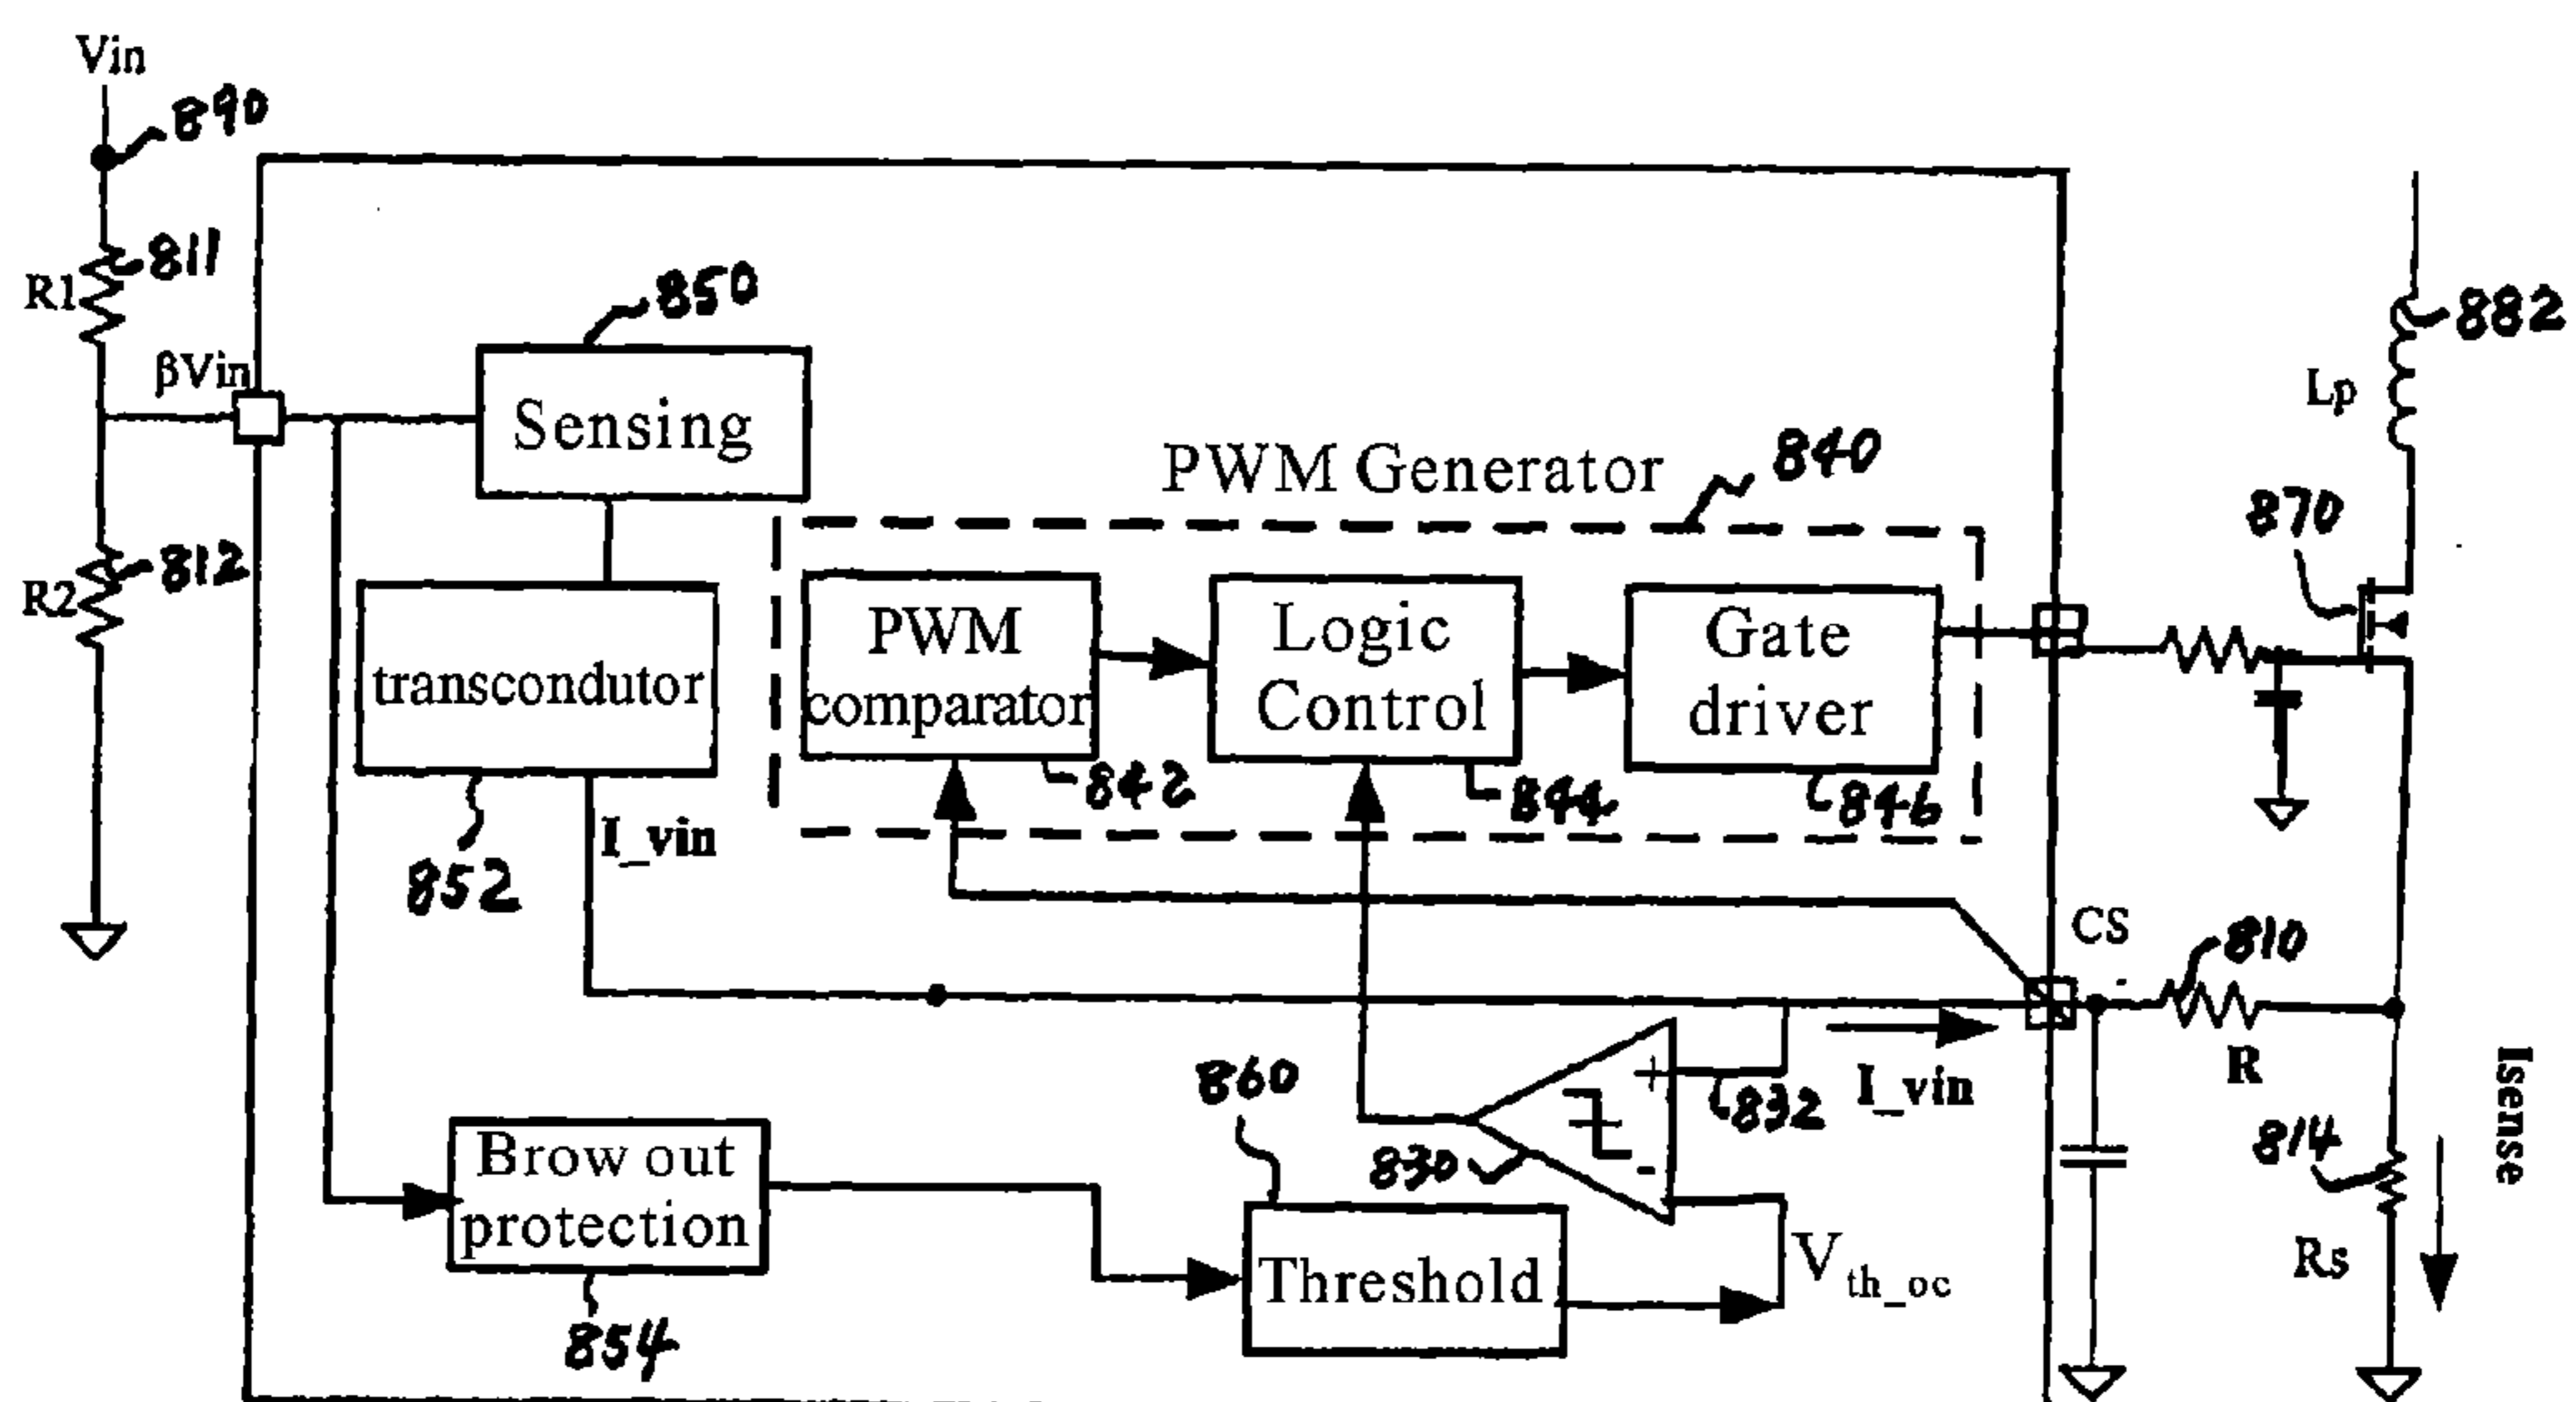 Vin
890
R1
811
βVin
850
Sensing
R2
812
transcondutor
852
I_vin
PWM Generator
840
PWM
comparator
842
Logic
Control
844
Gate
driver
846
882
Lp
870
CS
810
R
Isense
814
Rs
I_vin
+
832
-
830
860
Threshold
V th_oc
Brow out
protection
854